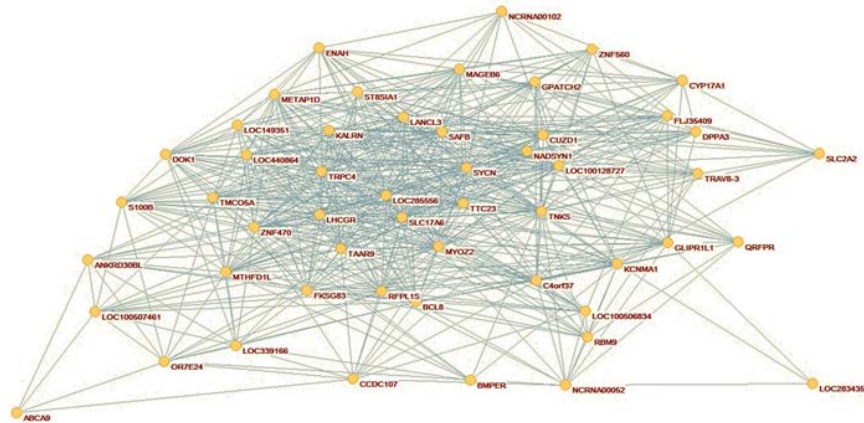 NCRNA00102
ENAH
ZNF560
MAGEB6
GPATCH2
CYP17A1
METAP1D
ST8SIA1
LANCL3
FLJ35409
LOC149351
KALRN
SAFB
CUZD1
DPPA3
DOK1
LOC440864
NADSYN1
SLC2A2
TRPC4
SYCN
LOC100128727
TRAV8-3
S100B
TMCO5A
LOC285556
TTC23
LHCGR
SLC17A6
TNKS
ZNF470
TAAR9
MYOZ2
GLIPR1L1
QRFPR
ANKRD30BL
MTHFD1L
KCNMA1
FKSG83
RFPL1S
C4orf37
BCL8
LOC100507461
LOC100506834
RBM9
LOC339166
OR7E24
CCDC107
BMPER
NCRNA00052
LOC283435
ABCA9